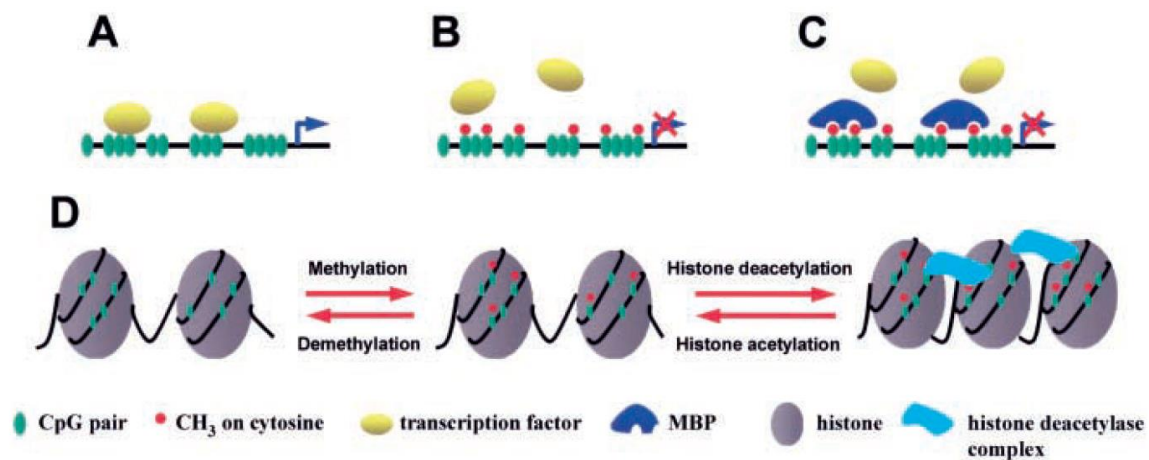 A
B
C
D
Methylation
Demethylation
Histone deacetylation
Histone acetylation
CpG pair
CH₃ on cytosine
transcription factor
MBP
histone
histone deacetylase
complex